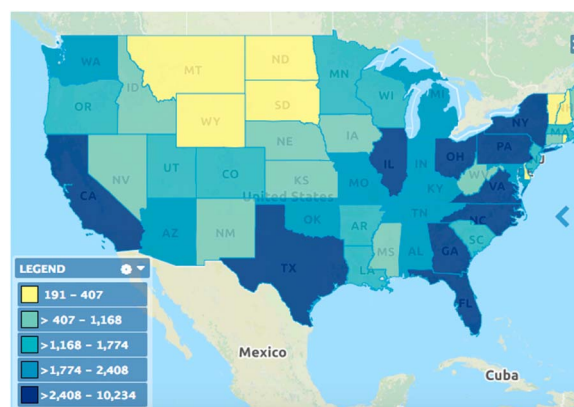 WA
MT
ND
MN
OR
ID
WY
SD
WI
MI
NY
MA
NE
IA
IL
IN
OH
PA
CA
NV
UT
CO
KS
MO
KY
WV
VA
United States
AZ
NM
OK
AR
TN
NC
SC
TX
LA
MS
AL
GA
FL
LEGEND
191 – 407
> 407 – 1,168
>1,168 – 1,774
>1,774 – 2,408
>2,408 – 10,234
Mexico
Cuba